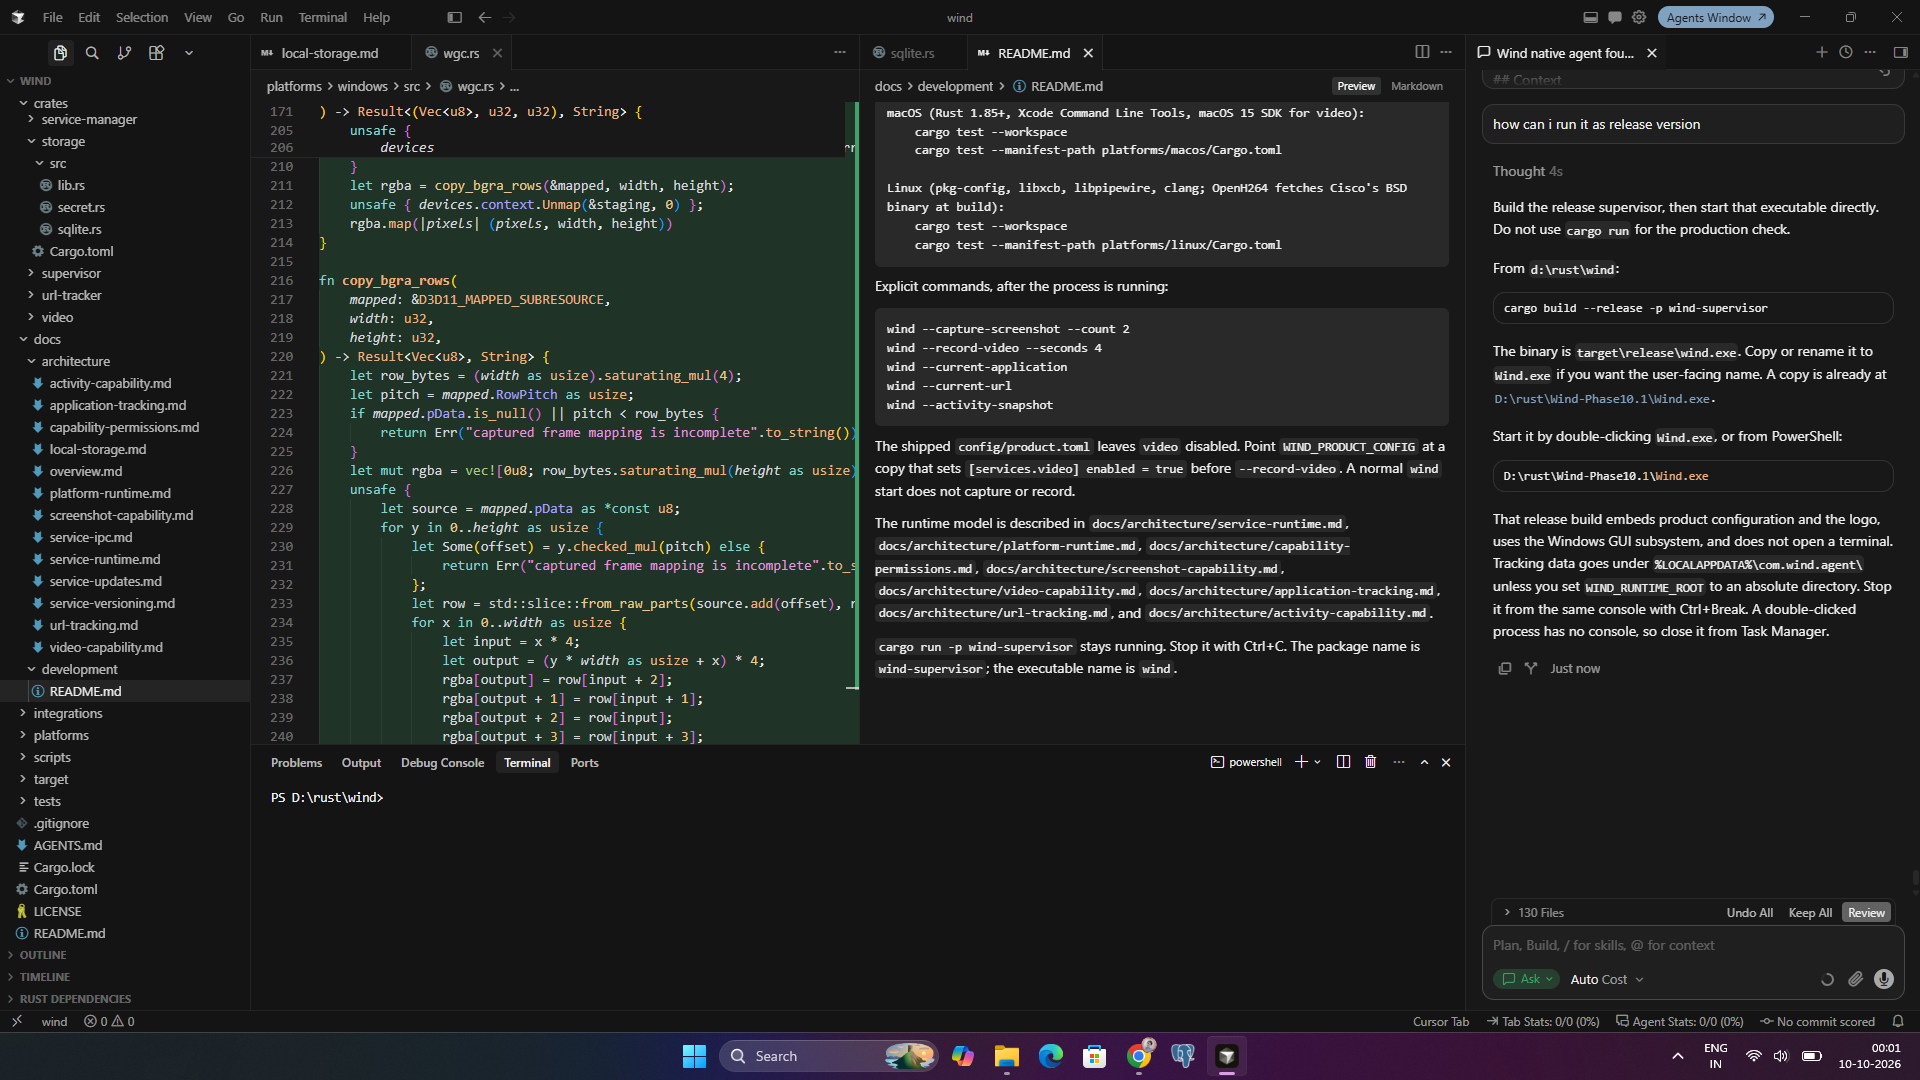 File Edit Selection View Go Run Terminal Help
wind
Agents Window
WIND
crates
service-manager
storage
src
lib.rs
secret.rs
sqlite.rs
Cargo.toml
supervisor
url-tracker
video
docs
architecture
activity-capability.md
application-tracking.md
capability-permissions.md
local-storage.md
overview.md
platform-runtime.md
screenshot-capability.md
service-ipc.md
service-runtime.md
service-updates.md
service-versioning.md
url-tracking.md
video-capability.md
development
README.md
integrations
platforms
scripts
target
tests
.gitignore
AGENTS.md
Cargo.lock
Cargo.toml
LICENSE
README.md
OUTLINE
TIMELINE
RUST DEPENDENCIES
local-storage.md
wgc.rs
platforms > windows > src > wgc.rs > ...
171 ) -> Result<(Vec<u8>, u32, u32), String> {
205 unsafe {
206 devices
210 }
211 let rgba = copy_bgra_rows(&mapped, width, height);
212 unsafe { devices.context.Unmap(&staging, 0) };
213 rgba.map(|pixels| (pixels, width, height))
214 }
215
216 fn copy_bgra_rows(
217 mapped: &D3D11_MAPPED_SUBRESOURCE,
218 width: u32,
219 height: u32,
220 ) -> Result<Vec<u8>, String> {
221 let row_bytes = (width as usize).saturating_mul(4);
222 let pitch = mapped.RowPitch as usize;
223 if mapped.pData.is_null() || pitch < row_bytes {
224 return Err("captured frame mapping is incomplete".to_string())
225 }
226 let mut rgba = vec![0u8; row_bytes.saturating_mul(height as usize)
227 unsafe {
228 let source = mapped.pData as *const u8;
229 for y in 0..height as usize {
230 let Some(offset) = y.checked_mul(pitch) else {
231 return Err("captured frame mapping is incomplete".to_s
232 };
233 let row = std::slice::from_raw_parts(source.add(offset), r
234 for x in 0..width as usize {
235 let input = x * 4;
236 let output = (y * width as usize + x) * 4;
237 rgba[output] = row[input + 2];
238 rgba[output + 1] = row[input + 1];
239 rgba[output + 2] = row[input];
240 rgba[output + 3] = row[input + 3];
sqlite.rs
README.md
docs > development > README.md
Preview Markdown
macOS (Rust 1.85+, Xcode Command Line Tools, macOS 15 SDK for video):
cargo test --workspace
cargo test --manifest-path platforms/macos/Cargo.toml
Linux (pkg-config, libxcb, libpipewire, clang; OpenH264 fetches Cisco's BSD
binary at build):
cargo test --workspace
cargo test --manifest-path platforms/linux/Cargo.toml
Explicit commands, after the process is running:
wind --capture-screenshot --count 2
wind --record-video --seconds 4
wind --current-application
wind --current-url
wind --activity-snapshot
The shipped config/product.toml leaves video disabled. Point WIND_PRODUCT_CONFIG at a
copy that sets [services.video] enabled = true before --record-video. A normal wind
start does not capture or record.
The runtime model is described in docs/architecture/service-runtime.md,
docs/architecture/platform-runtime.md, docs/architecture/capability-
permissions.md, docs/architecture/screenshot-capability.md,
docs/architecture/video-capability.md, docs/architecture/application-tracking.md,
docs/architecture/url-tracking.md, and docs/architecture/activity-capability.md.
cargo run -p wind-supervisor stays running. Stop it with Ctrl+C. The package name is
wind-supervisor; the executable name is wind.
Problems Output Debug Console Terminal Ports
powershell
PS D:\rust\wind>
Wind native agent fou...
## Context
how can i run it as release version
Thought 4s
Build the release supervisor, then start that executable directly.
Do not use cargo run for the production check.
From d:\rust\wind:
cargo build --release -p wind-supervisor
The binary is target\release\wind.exe. Copy or rename it to
Wind.exe if you want the user-facing name. A copy is already at
D:\rust\Wind-Phase10.1\Wind.exe.
Start it by double-clicking Wind.exe, or from PowerShell:
D:\rust\Wind-Phase10.1\Wind.exe
That release build embeds product configuration and the logo,
uses the Windows GUI subsystem, and does not open a terminal.
Tracking data goes under %LOCALAPPDATA%\com.wind.agent\
unless you set WIND_RUNTIME_ROOT to an absolute directory. Stop
it from the same console with Ctrl+Break. A double-clicked
process has no console, so close it from Task Manager.
Just now
130 Files
Undo All Keep All Review
Plan, Build, / for skills, @ for context
Ask
Auto Cost
wind
0 0
Cursor Tab
Tab Stats: 0/0 (0%)
Agent Stats: 0/0 (0%)
No commit scored
Search
ENG
IN
00:01
10-10-2026